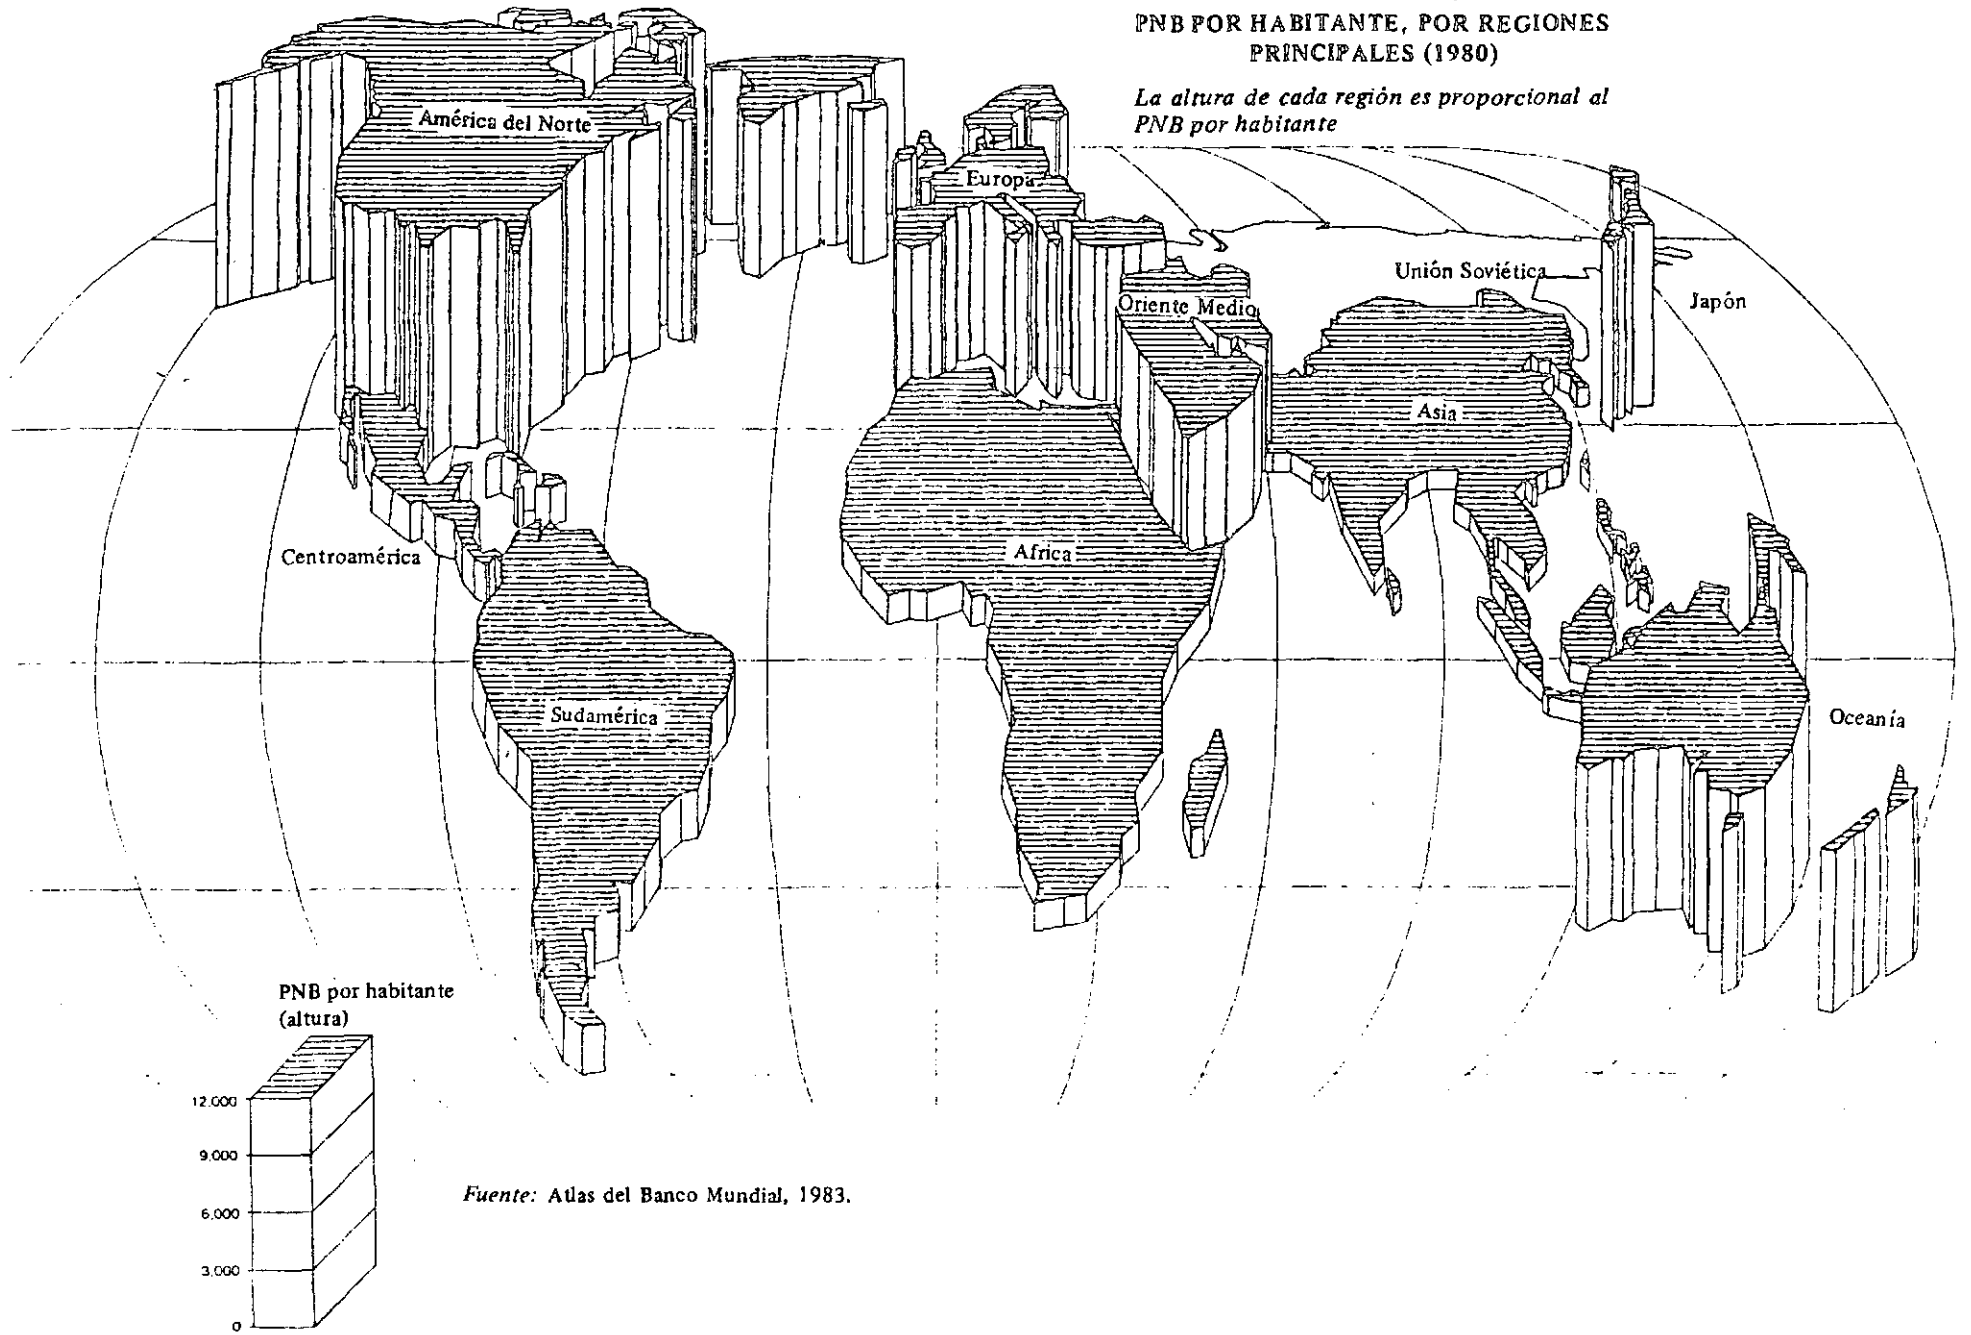 PNB POR HABITANTE, POR REGIONES
PRINCIPALES (1980)
La altura de cada región es proporcional al
PNB por habitante
América del Norte
Europa
Unión Soviética
Oriente Medio
Japón
Asia
Africa
Centroamérica
Sudamérica
Oceanía
PNB por habitante
(altura)
12.000
9.000
6.000
3.000
0
Fuente: Atlas del Banco Mundial, 1983.